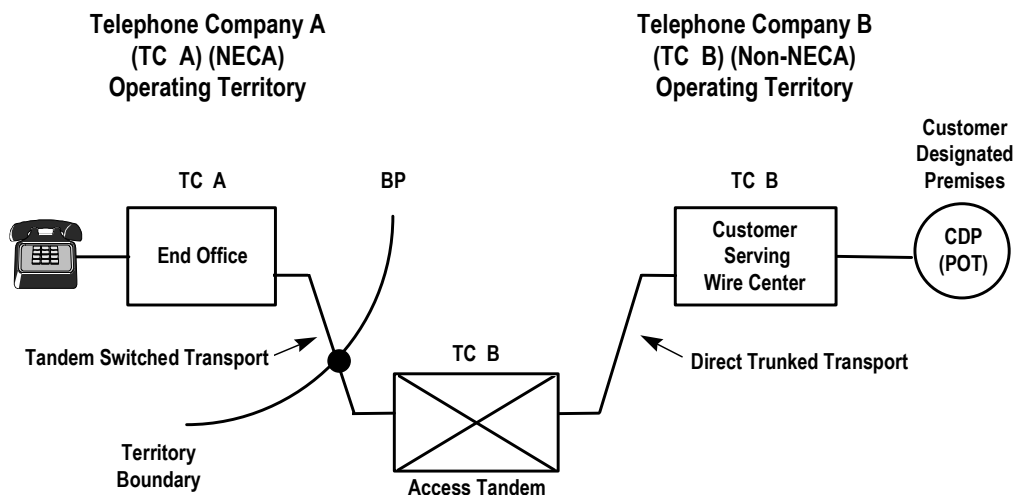 Telephone Company A
(TC A) (NECA)
Operating Territory
Telephone Company B
(TC B) (Non-NECA)
Operating Territory
Customer
Designated
Premises
TC A
BP
TC B
End Office
Customer
Serving
Wire Center
CDP
(POT)
Tandem Switched Transport
TC B
Direct Trunked Transport
Territory
Boundary
Access Tandem